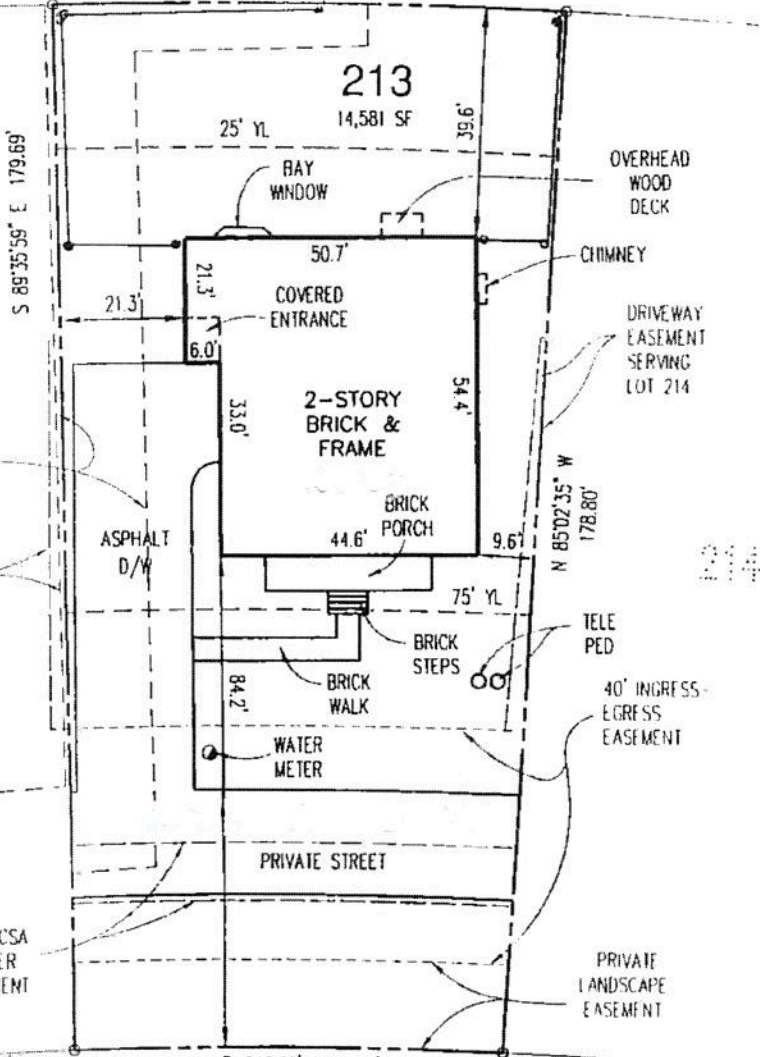 213
14,581 SF
25' YL
39.9'
S 89°35'59" E 179.69'
BAY
WINDOW
OVERHEAD
WOOD
DECK
50.7'
CHIMNEY
21.3'
21.3'
COVERED
ENTRANCE
6.0'
DRIVEWAY
EASEMENT
SERVING
LOT 214
33.0'
2-STORY
BRICK &
FRAME
54.4'
N 85°02'35" W
178.80'
ASPHALT
D/W
BRICK
PORCH
44.6'
9.6'
214
75' YL
BRICK
STEPS
TELE
PED
BRICK
WALK
84.2'
40' INGRESS-
EGRESS
EASEMENT
WATER
METER
PRIVATE STREET
CSA
ER
ENT
PRIVATE
LANDSCAPE
EASEMENT